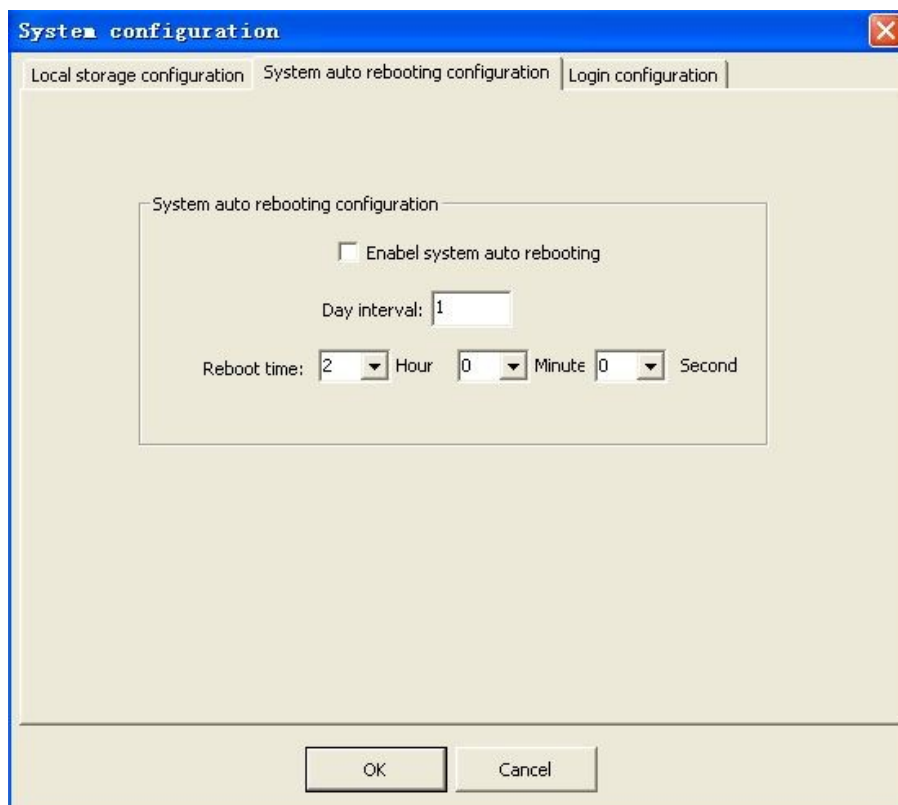 System configuration
Local storage configuration System auto rebooting configuration Login configuration
System auto rebooting configuration
Enabel system auto rebooting
Day interval: 1
Reboot time: 2 Hour 0 Minute 0 Second
OK Cancel